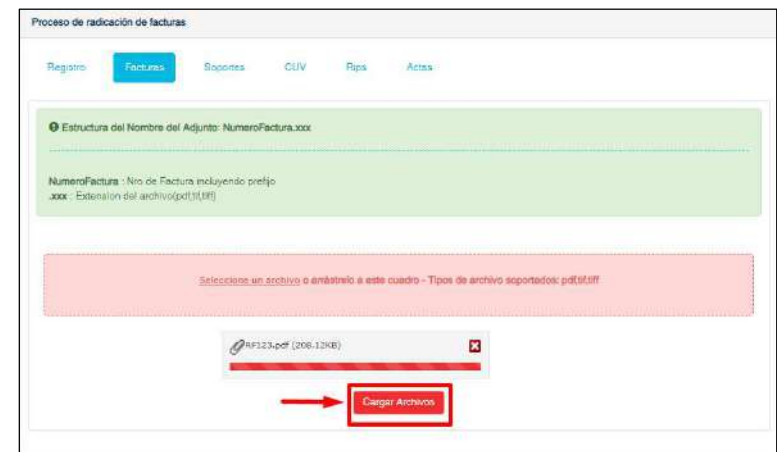 Proceso de radicación de facturas
Registro Facturas Soportes CUV Rips Actas
Estructura del Nombre del Adjunto: NumeroFactura.xxx
NumeroFactura : Nro de Factura incluyendo prefijo
.xxx : Extension del archivo(pdf,tif,tiff)
Seleccione un archivo o arrástrelo a este cuadro - Tipos de archivo soportados: pdf,tif,tiff
RF123.pdf (208.12KB)
Cargar Archivos